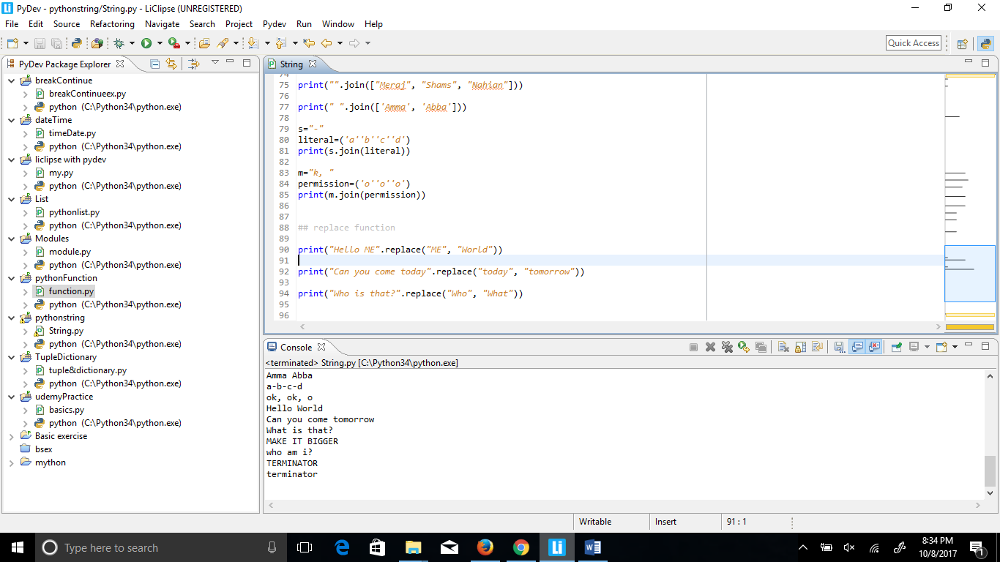 PyDev - pythonstring/String.py - LiClipse (UNREGISTERED)
File Edit Source Refactoring Navigate Search Project Pydev Run Window Help
Quick Access
PyDev Package Explorer
breakContinue
breakContinueex.py
python (C:\Python34\python.exe)
dateTime
timeDate.py
python (C:\Python34\python.exe)
liclipse with pydev
my.py
python (C:\Python34\python.exe)
List
pythonlist.py
python (C:\Python34\python.exe)
Modules
module.py
python (C:\Python34\python.exe)
pythonFunction
function.py
python (C:\Python34\python.exe)
pythonstring
String.py
python (C:\Python34\python.exe)
TupleDictionary
tuple&dictionary.py
python (C:\Python34\python.exe)
udemyPractice
basics.py
python (C:\Python34\python.exe)
Basic exercise
bsex
mython
String
74
75 print("".join(["Meraj", "Shams", "Nahian"]))
76
77 print(" ".join(['Amma', 'Abba']))
78
79 s="-"
80 literal=('a''b''c''d')
81 print(s.join(literal))
82
83 m="k, "
84 permission=('o''o''o')
85 print(m.join(permission))
86
87
88 ## replace function
89
90 print("Hello ME".replace("ME", "World"))
91
92 print("Can you come today".replace("today", "tomorrow"))
93
94 print("Who is that?".replace("Who", "What"))
95
96
Console
<terminated> String.py [C:\Python34\python.exe]
Amma Abba
a-b-c-d
ok, ok, o
Hello World
Can you come tomorrow
What is that?
MAKE IT BIGGER
who am i?
TERMINATOR
terminator
Writable Insert 91 : 1
Type here to search
Li
8:34 PM
10/8/2017
1